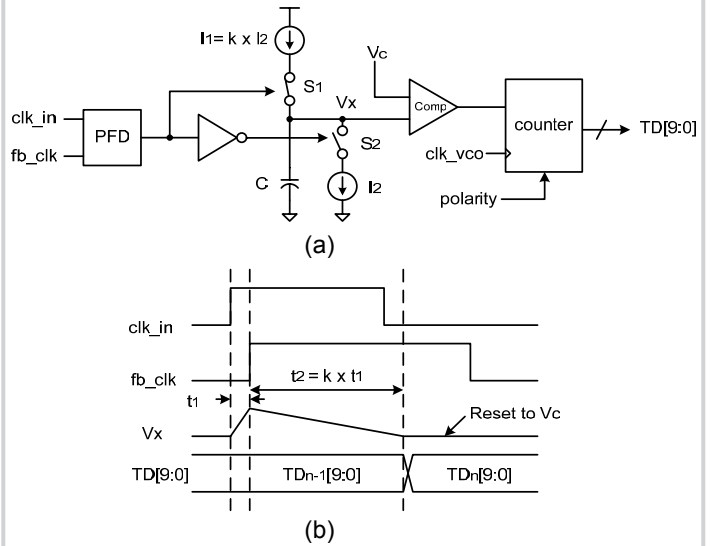 I1= k x I2
S1
Vc
Vx
Comp
clk_in
fb_clk
PFD
S2
C
I2
counter
TD[9:0]
clk_vco
polarity
(a)
clk_in
fb_clk
t2 = k x t1
t1
Vx
Reset to Vc
TD[9:0]
TDn-1[9:0]
TDn[9:0]
(b)